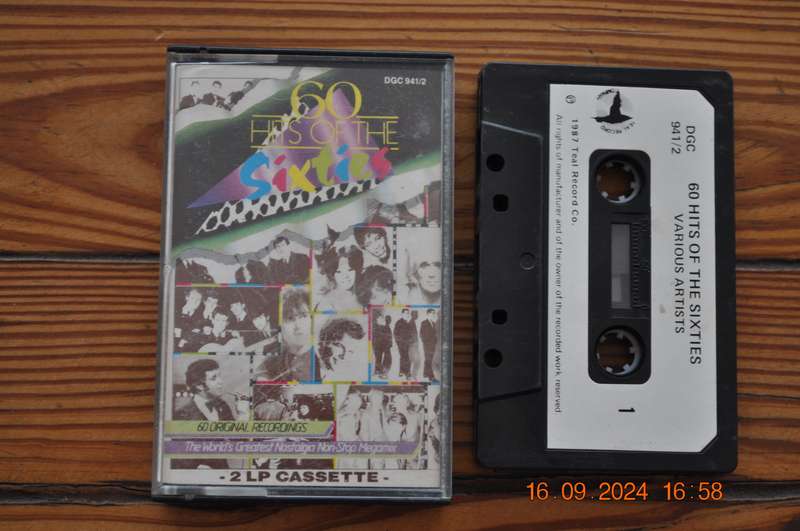 DGC 941/2
60
HITS OF THE
Sixties
60 ORIGINAL RECORDINGS
The World's Greatest Nostalgia Non-Stop Megamix
- 2 LP CASSETTE -
DGC
941/2
60 HITS OF THE SIXTIES
VARIOUS ARTISTS
1
℗ 1987 Teal Record Co.
All rights of manufacturer and of the owner of the recorded work reserved
16.09.2024 16:58